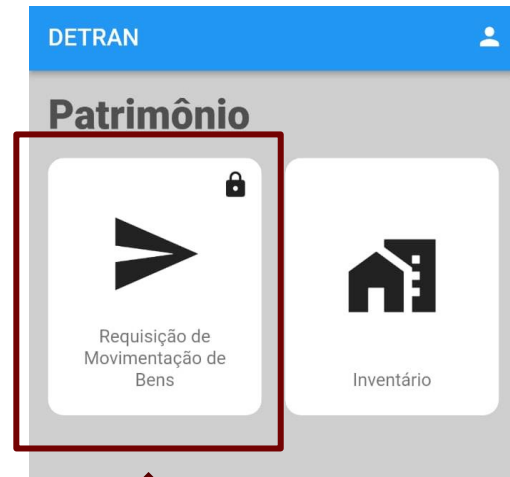 DETRAN
Patrimônio
Requisição de
Movimentação de
Bens
Inventário